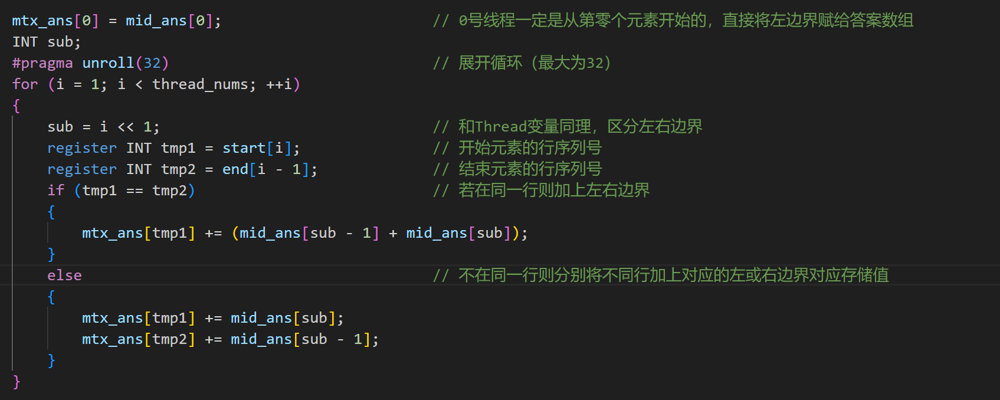 mtx_ans[0] = mid_ans[0]; // 0号线程一定是从第零个元素开始的，直接将左边界赋给答案数组
INT sub;
#pragma unroll(32) // 展开循环（最大为32）
for (i = 1; i < thread_nums; ++i)
{
    sub = i << 1; // 和Thread变量同理，区分左右边界
    register INT tmp1 = start[i]; // 开始元素的行序列号
    register INT tmp2 = end[i - 1]; // 结束元素的行序列号
    if (tmp1 == tmp2) // 若在同一行则加上左右边界
    {
        mtx_ans[tmp1] += (mid_ans[sub - 1] + mid_ans[sub]);
    }
    else // 不在同一行则分别将不同行加上对应的左或右边界对应存储值
    {
        mtx_ans[tmp1] += mid_ans[sub];
        mtx_ans[tmp2] += mid_ans[sub - 1];
    }
}